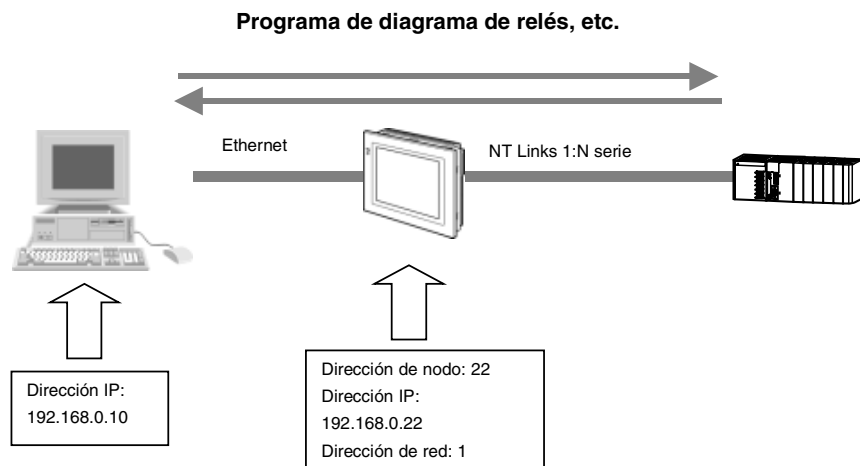 Programa de diagrama de relés, etc.
Ethernet
NT Links 1:N serie
Dirección IP:
192.168.0.10
Dirección de nodo: 22
Dirección IP:
192.168.0.22
Dirección de red: 1